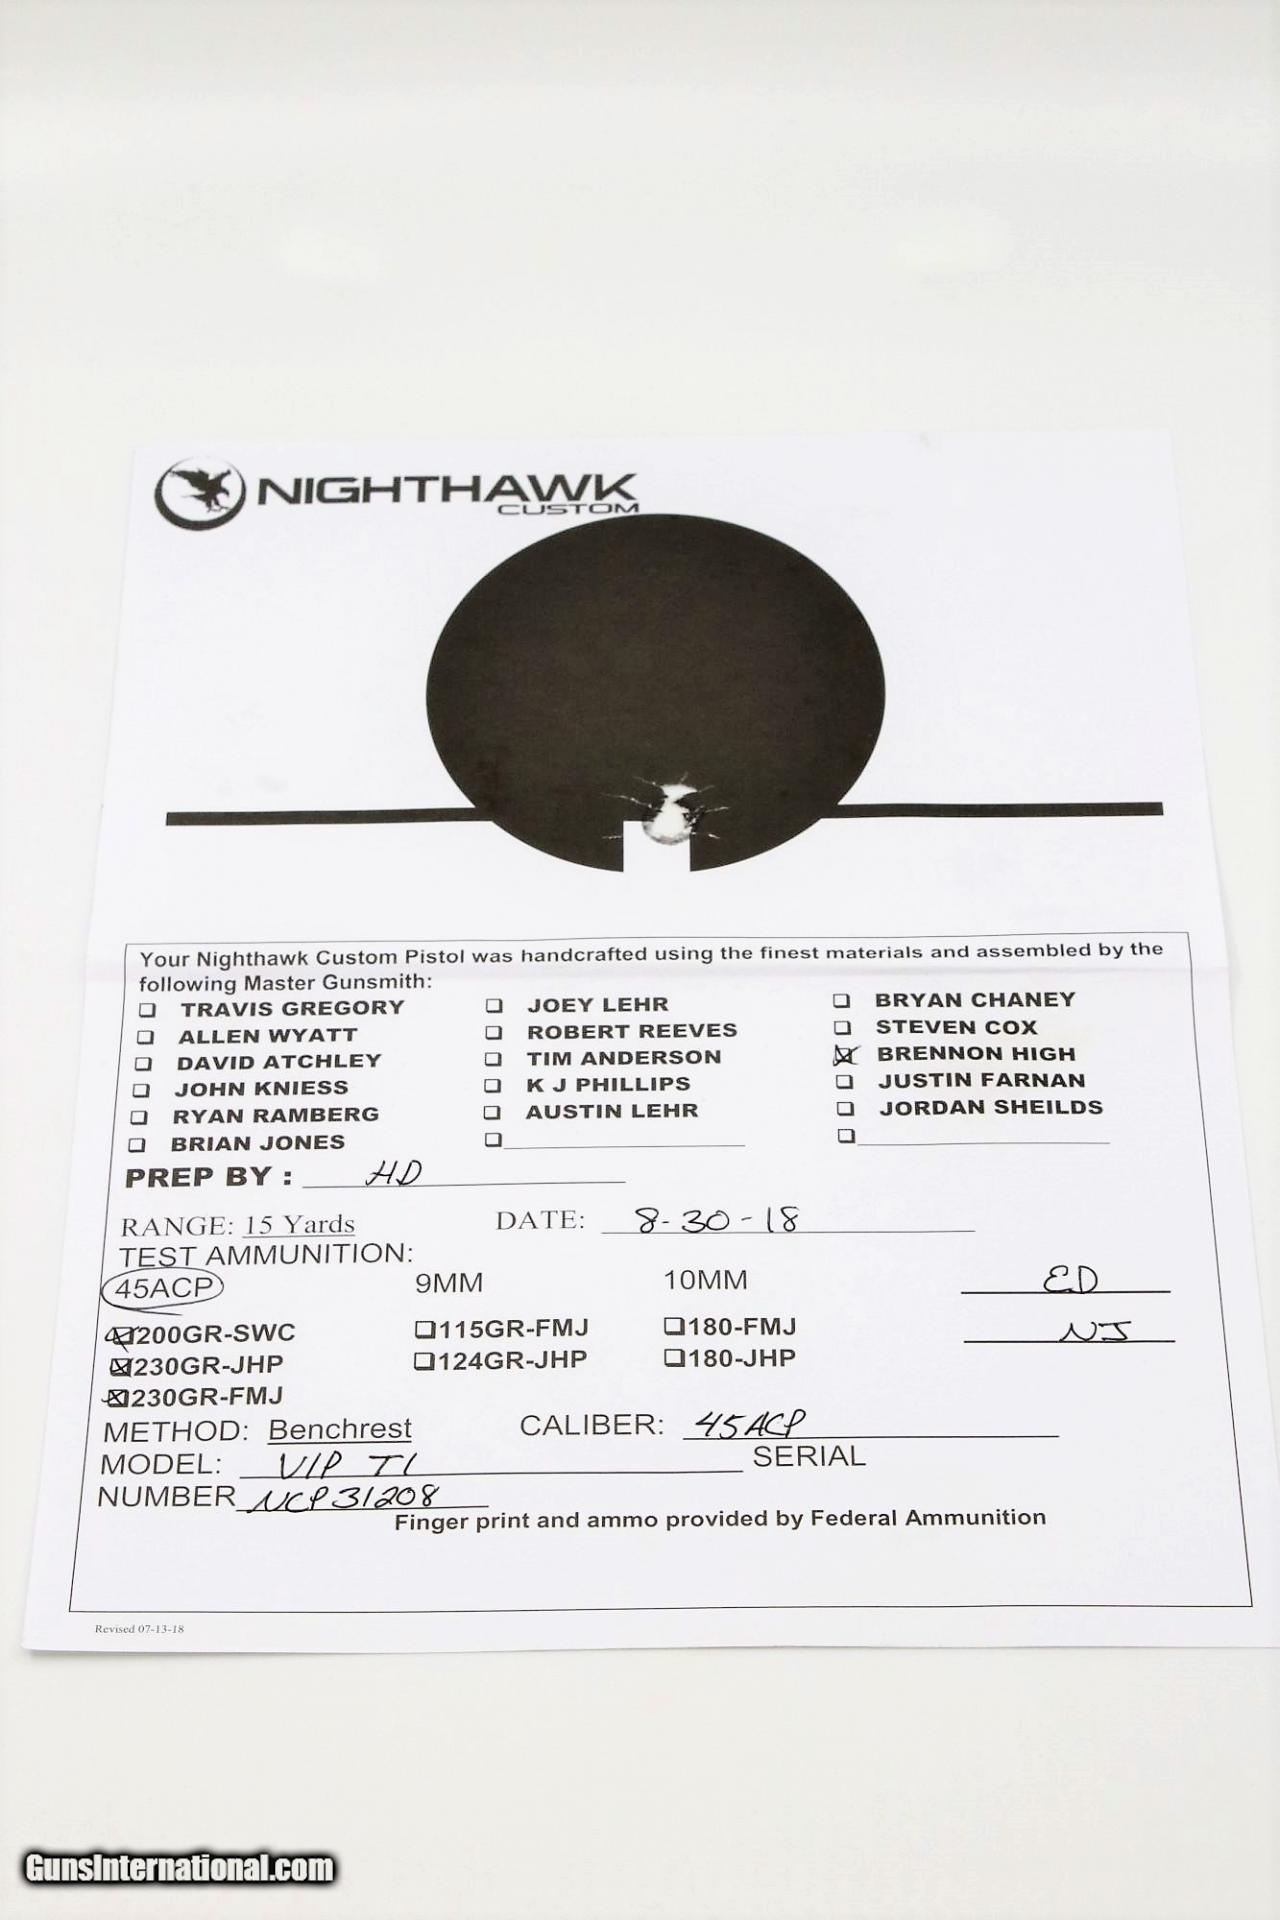 NIGHTHAWK
CUSTOM
Your Nighthawk Custom Pistol was handcrafted using the finest materials and assembled by the
following Master Gunsmith:
TRAVIS GREGORY JOEY LEHR BRYAN CHANEY
ALLEN WYATT ROBERT REEVES STEVEN COX
DAVID ATCHLEY TIM ANDERSON BRENNON HIGH
JOHN KNIESS K J PHILLIPS JUSTIN FARNAN
RYAN RAMBERG AUSTIN LEHR JORDAN SHEILDS
BRIAN JONES
PREP BY : HD
RANGE: 15 Yards DATE: 8-30-18
TEST AMMUNITION:
45ACP 9MM 10MM ED
200GR-SWC 115GR-FMJ 180-FMJ NJ
230GR-JHP 124GR-JHP 180-JHP
230GR-FMJ
METHOD: Benchrest CALIBER: 45ACP
MODEL: VIP TI SERIAL
NUMBER NCP31208
Finger print and ammo provided by Federal Ammunition
Revised 07-13-18
GunsInternational.com